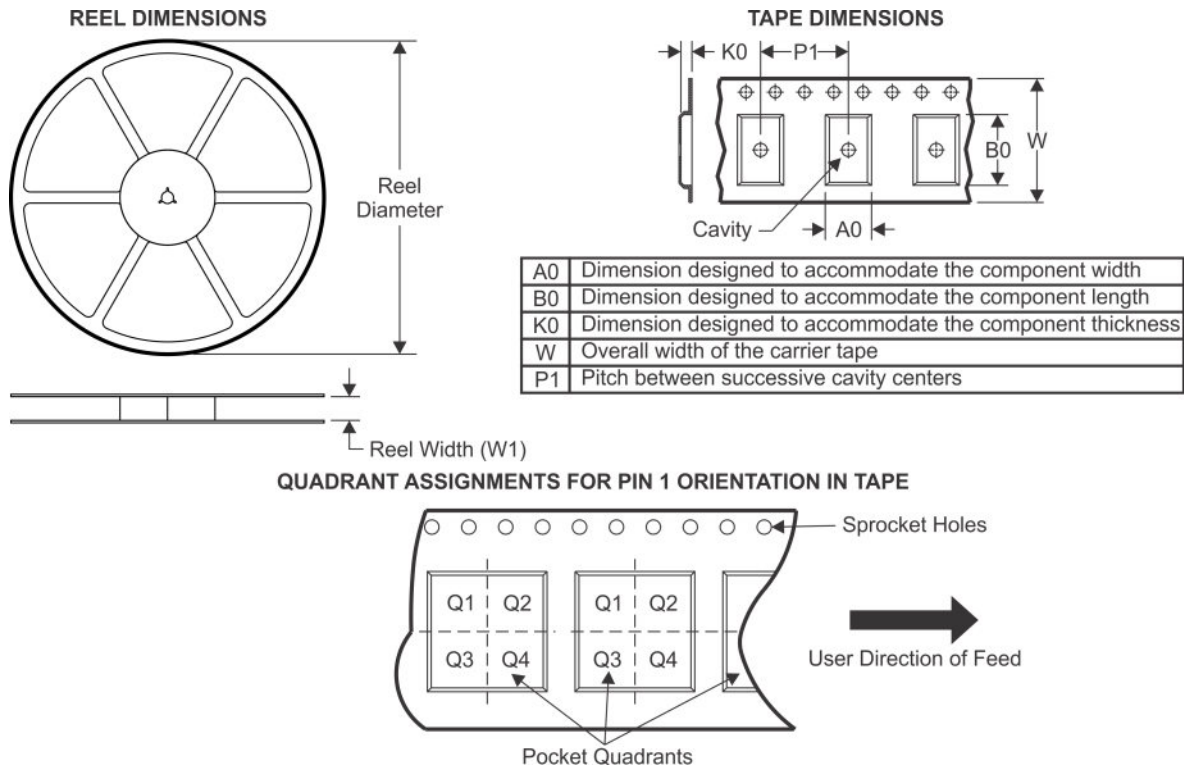 REEL DIMENSIONS
Reel
Diameter
Reel Width (W1)
TAPE DIMENSIONS
K0
P1
B0
W
Cavity
A0
A0 Dimension designed to accommodate the component width
B0 Dimension designed to accommodate the component length
K0 Dimension designed to accommodate the component thickness
W Overall width of the carrier tape
P1 Pitch between successive cavity centers
QUADRANT ASSIGNMENTS FOR PIN 1 ORIENTATION IN TAPE
Sprocket Holes
Q1 Q2 Q1 Q2
Q3 Q4 Q3 Q4
User Direction of Feed
Pocket Quadrants